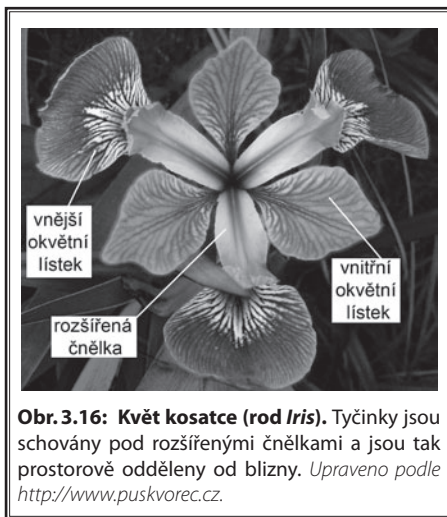 vnější
okvětní
lístek
rozšířená
čnělka
vnitřní
okvětní
lístek
Obr. 3.16: Květ kosatce (rod Iris). Tyčinky jsou
schovány pod rozšířenými čnělkami a jsou tak
prostorově odděleny od blizny. Upraveno podle
http://www.puskvorec.cz.